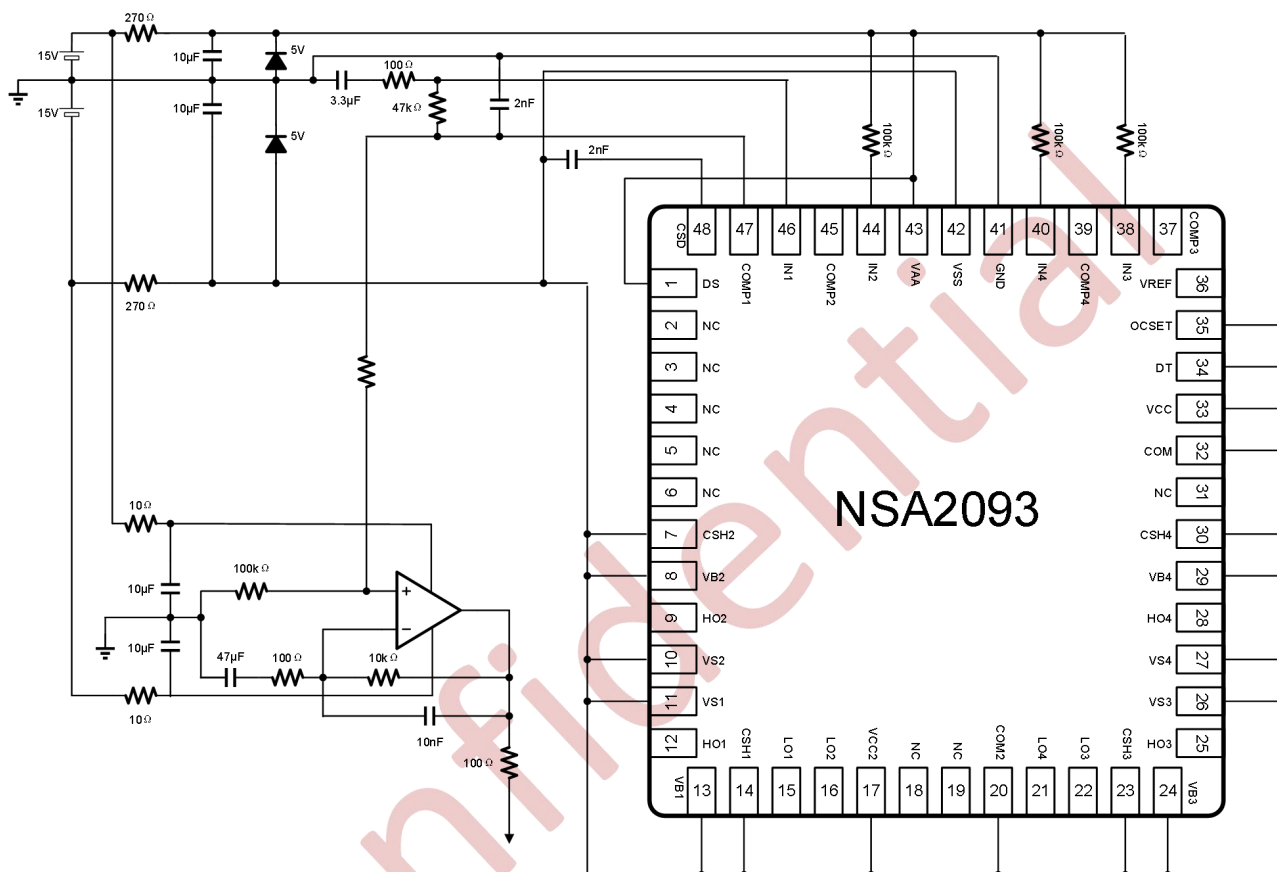 270Ω
15V
10µF
5V
15V
10µF
5V
3.3µF
100Ω
47kΩ
2nF
2nF
100kΩ
100kΩ
100kΩ
270Ω
48 47 46 45 44 43 42 41 40 39 38 37
CSD
COMP1
IN1
COMP2
IN2
VAA
VSS
GND
IN4
COMP4
IN3
COMP3
1 DS
2 NC
3 NC
4 NC
5 NC
6 NC
7 CSH2
8 VB2
9 HO2
10 VS2
11 VS1
12 HO1
NSA2093
VREF 36
OCSET 35
DT 34
VCC 33
COM 32
NC 31
CSH4 30
VB4 29
HO4 28
VS4 27
VS3 26
HO3 25
VB1
CSH1
LO1
LO2
VCC2
NC
NC
COM2
LO4
LO3
CSH3
VB3
13 14 15 16 17 18 19 20 21 22 23 24
10Ω
10µF
100kΩ
+
−
10µF
47µF
100Ω
10kΩ
10Ω
10nF
100Ω
nfidential